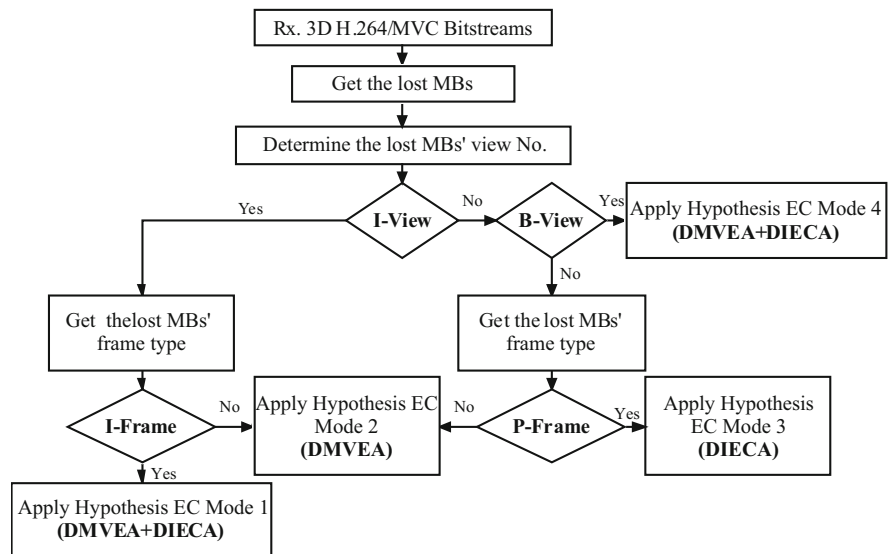 Rx. 3D H.264/MVC Bitstreams
Get the lost MBs
Determine the lost MBs' view No.
I-View
Yes
No
B-View
Yes
No
Apply Hypothesis EC Mode 4
(DMVEA+DIECA)
Get thelost MBs'
frame type
Get the lost MBs'
frame type
I-Frame
No
Yes
Apply Hypothesis EC
Mode 2
(DMVEA)
No
P-Frame
Yes
Apply Hypothesis
EC Mode 3
(DIECA)
Apply Hypothesis EC Mode 1
(DMVEA+DIECA)